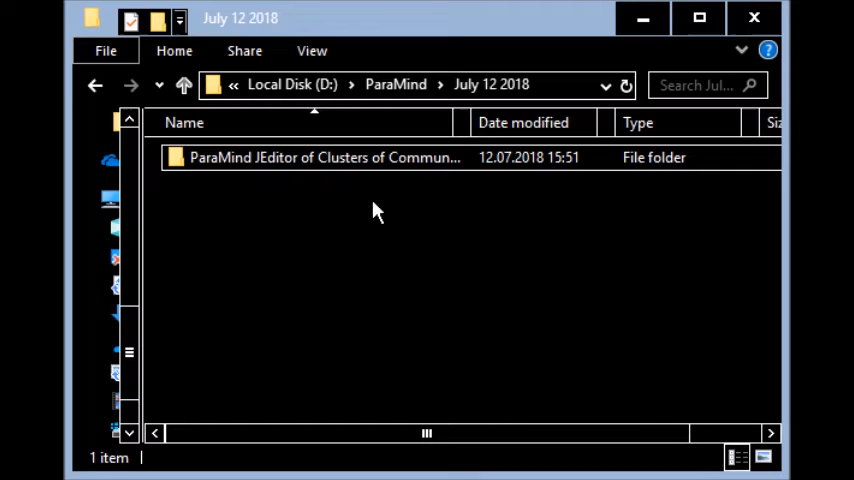 July 12 2018
File Home Share View
« Local Disk (D:) > ParaMind > July 12 2018 Search Jul...
Name Date modified Type Siz
ParaMind JEditor of Clusters of Commun... 12.07.2018 15:51 File folder
1 item